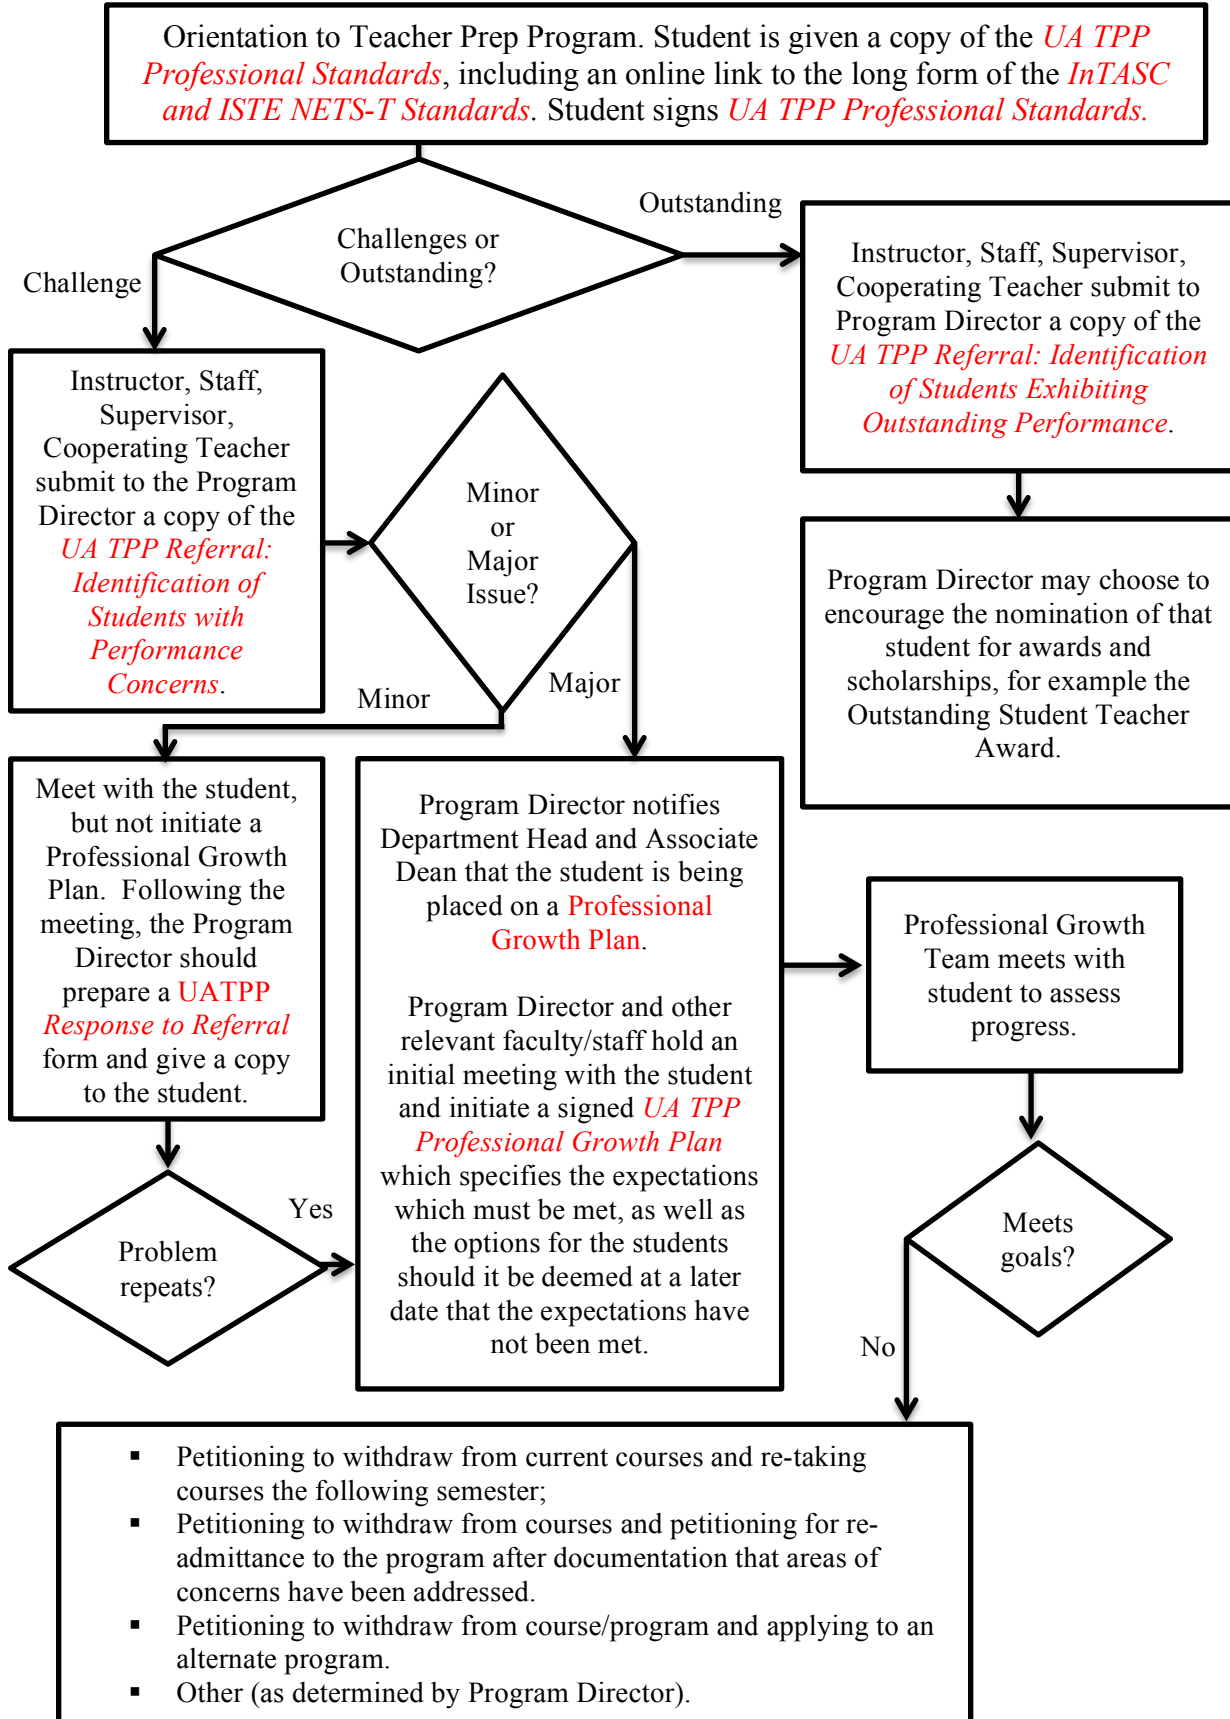 Orientation to Teacher Prep Program. Student is given a copy of the UA TPP
Professional Standards, including an online link to the long form of the InTASC
and ISTE NETS-T Standards. Student signs UA TPP Professional Standards.
Challenges or
Outstanding?
Outstanding
Challenge
Instructor, Staff, Supervisor,
Cooperating Teacher submit to
Program Director a copy of the
UA TPP Referral: Identification
of Students Exhibiting
Outstanding Performance.
Instructor, Staff,
Supervisor,
Cooperating Teacher
submit to the Program
Director a copy of the
UA TPP Referral:
Identification of
Students with
Performance
Concerns.
Minor
or
Major
Issue?
Program Director may choose to
encourage the nomination of that
student for awards and
scholarships, for example the
Outstanding Student Teacher
Award.
Minor
Major
Meet with the student,
but not initiate a
Professional Growth
Plan.  Following the
meeting, the Program
Director should
prepare a UATPP
Response to Referral
form and give a copy
to the student.
Program Director notifies
Department Head and Associate
Dean that the student is being
placed on a Professional
Growth Plan.
Program Director and other
relevant faculty/staff hold an
initial meeting with the student
and initiate a signed UA TPP
Professional Growth Plan
which specifies the expectations
which must be met, as well as
the options for the students
should it be deemed at a later
date that the expectations have
not been met.
Professional Growth
Team meets with
student to assess
progress.
Problem
repeats?
Yes
Meets
goals?
No
▪ Petitioning to withdraw from current courses and re-taking
courses the following semester;
▪ Petitioning to withdraw from courses and petitioning for re-
admittance to the program after documentation that areas of
concerns have been addressed.
▪ Petitioning to withdraw from course/program and applying to an
alternate program.
▪ Other (as determined by Program Director).